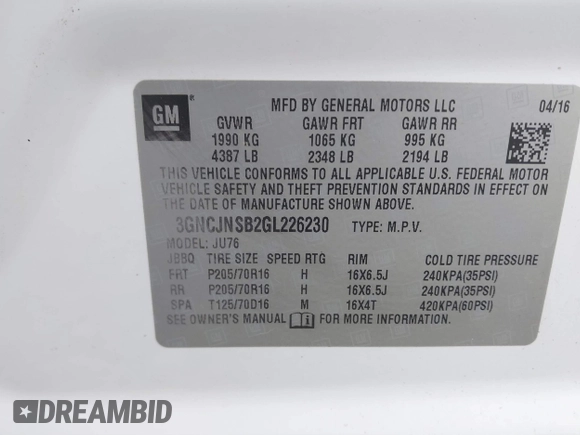 GM
MFD BY GENERAL MOTORS LLC 04/16
GVWR GAWR FRT GAWR RR
1990 KG 1065 KG 995 KG
4387 LB 2348 LB 2194 LB
THIS VEHICLE CONFORMS TO ALL APPLICABLE U.S. FEDERAL MOTOR
VEHICLE SAFETY AND THEFT PREVENTION STANDARDS IN EFFECT ON
THE DATE OF MANUFACTURE SHOWN ABOVE.
3GNCJNSB2GL226230 TYPE: M.P.V.
MODEL: JU76
JBBQ TIRE SIZE SPEED RTG RIM COLD TIRE PRESSURE
FRT P205/70R16 H 16X6.5J 240KPA(35PSI)
RR P205/70R16 H 16X6.5J 240KPA(35PSI)
SPA T125/70D16 M 16X4T 420KPA(60PSI)
SEE OWNER'S MANUAL FOR MORE INFORMATION.
DREAMBID